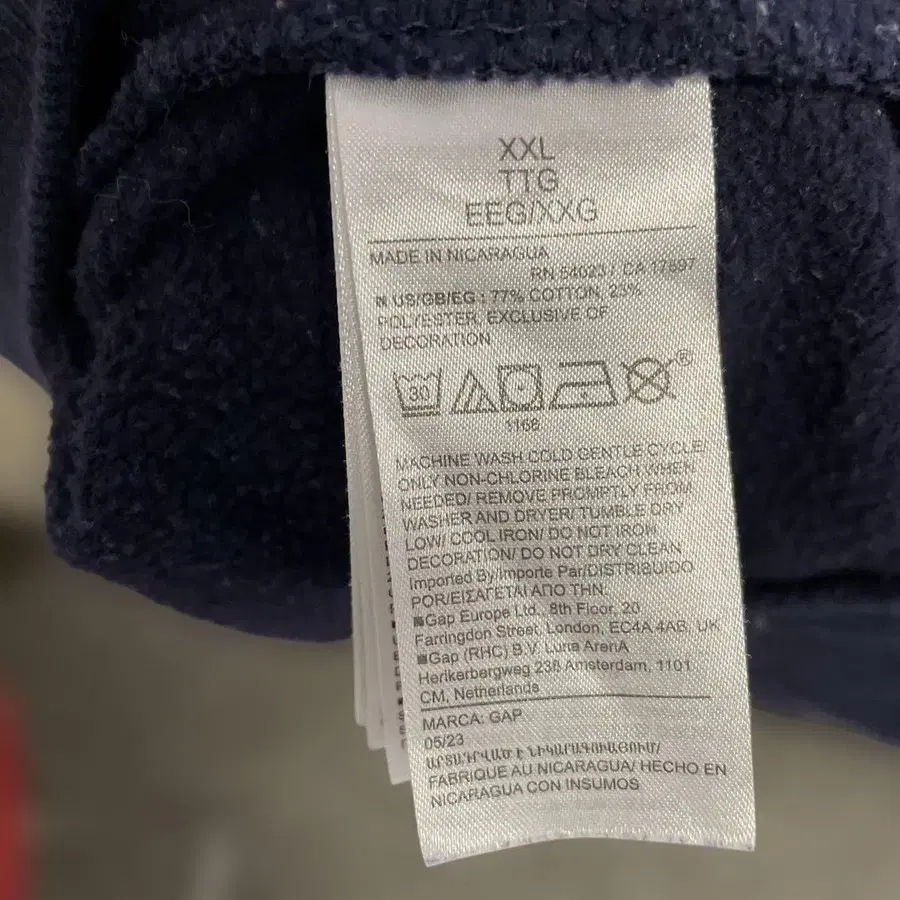 XXL
TTG
EEG/XXG
MADE IN NICARAGUA
RN 54023 / CA 17897
US/GB/EG : 77% COTTON, 23%
POLYESTER, EXCLUSIVE OF
DECORATION
30
®
1166
MACHINE WASH COLD GENTLE CYCLE/
ONLY NON-CHLORINE BLEACH WHEN
NEEDED/ REMOVE PROMPTLY FROM
WASHER AND DRYER/ TUMBLE DRY
LOW/ COOL IRON/ DO NOT IRON
DECORATION/ DO NOT DRY CLEAN
Imported By/Importe Par/DISTRIBUIDO
POR/ΕΙΣΑΓΕΤΑΙ ΑΠΟ ΤΗΝ:
Gap Europe Ltd., 8th Floor, 20
Farringdon Street, London, EC4A 4AB, UK
Gap (RHC) B.V. Luna ArenA
Herikerbergweg 238 Amsterdam, 1101
CM, Netherlands
MARCA: GAP
05/23
ԱՐՏԱԴՐՎԱԾ Է ՆԻԿԱՐԱԳՈՒԱՅՈՒՄ/
FABRIQUE AU NICARAGUA/ HECHO EN
NICARAGUA CON INSUMOS